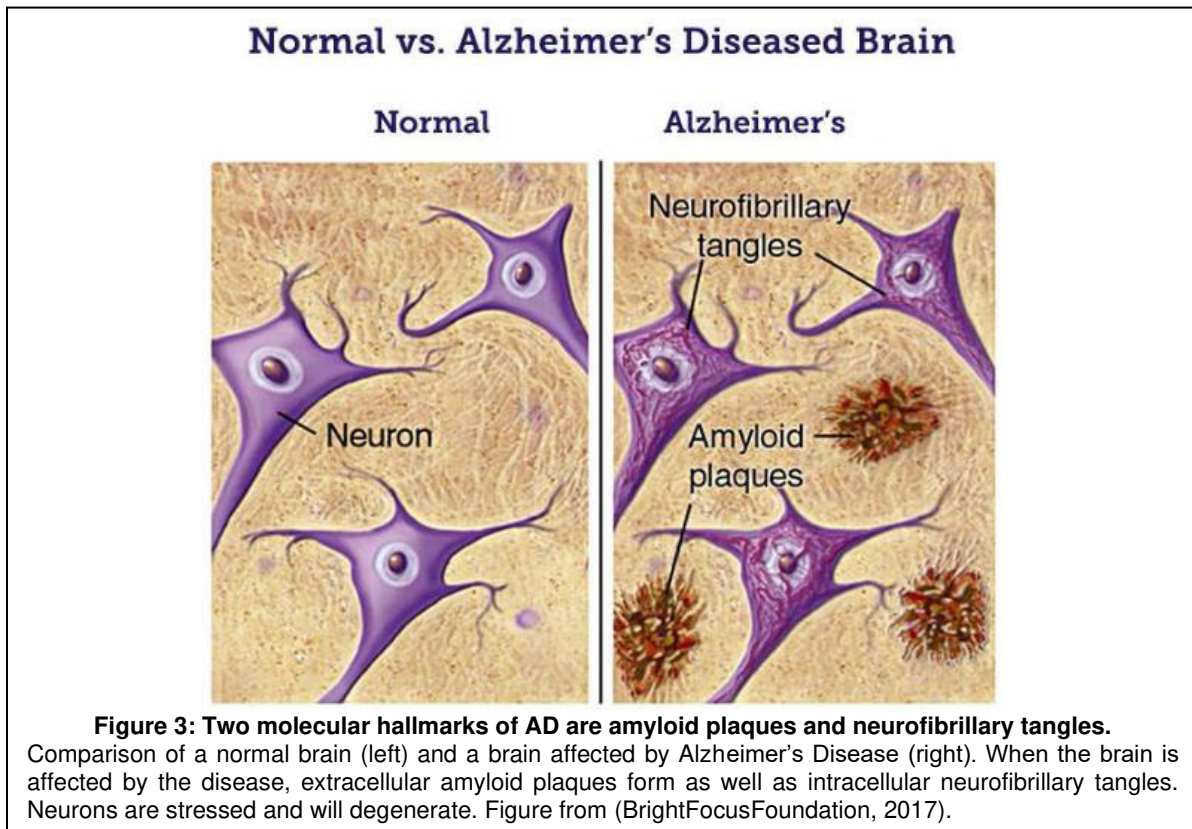 Normal vs. Alzheimer's Diseased Brain
Normal
Alzheimer's
Neurofibrillary
tangles
Neuron
Amyloid
plaques
Figure 3: Two molecular hallmarks of AD are amyloid plaques and neurofibrillary tangles.
Comparison of a normal brain (left) and a brain affected by Alzheimer's Disease (right). When the brain is
affected by the disease, extracellular amyloid plaques form as well as intracellular neurofibrillary tangles.
Neurons are stressed and will degenerate. Figure from (BrightFocusFoundation, 2017).